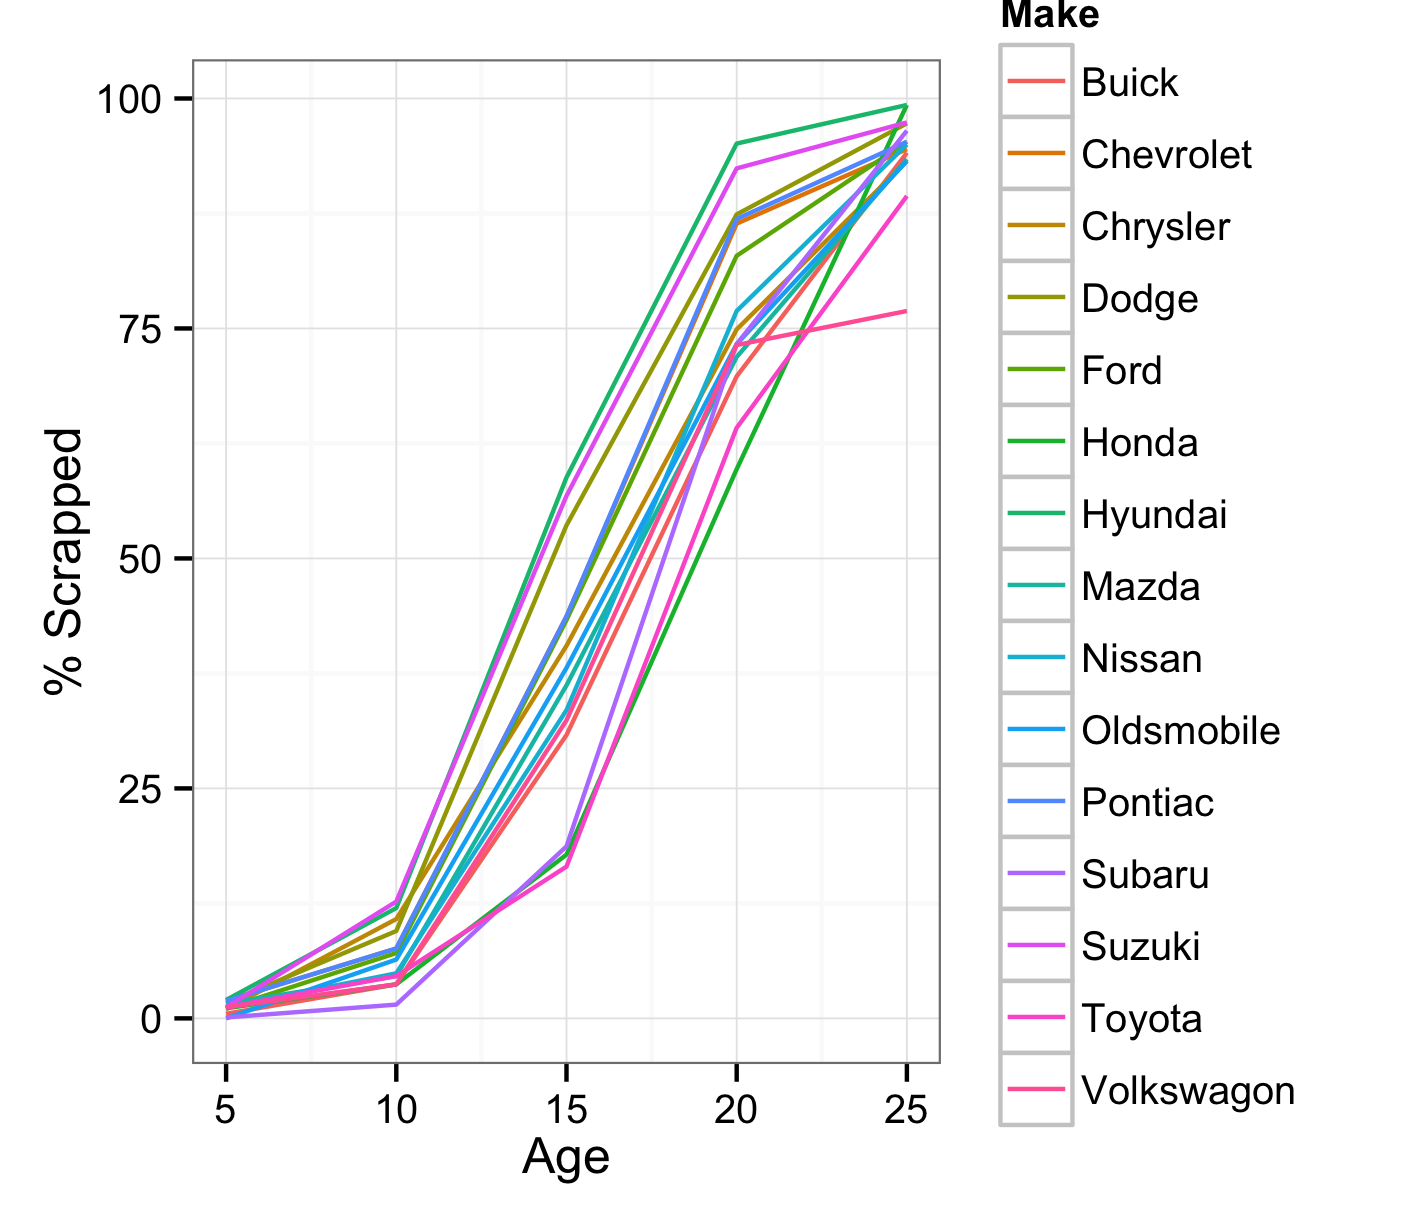 Make
Buick
Chevrolet
Chrysler
Dodge
Ford
Honda
Hyundai
Mazda
Nissan
Oldsmobile
Pontiac
Subaru
Suzuki
Toyota
Volkswagon
% Scrapped
100
75
50
25
0
5 10 15 20 25
Age